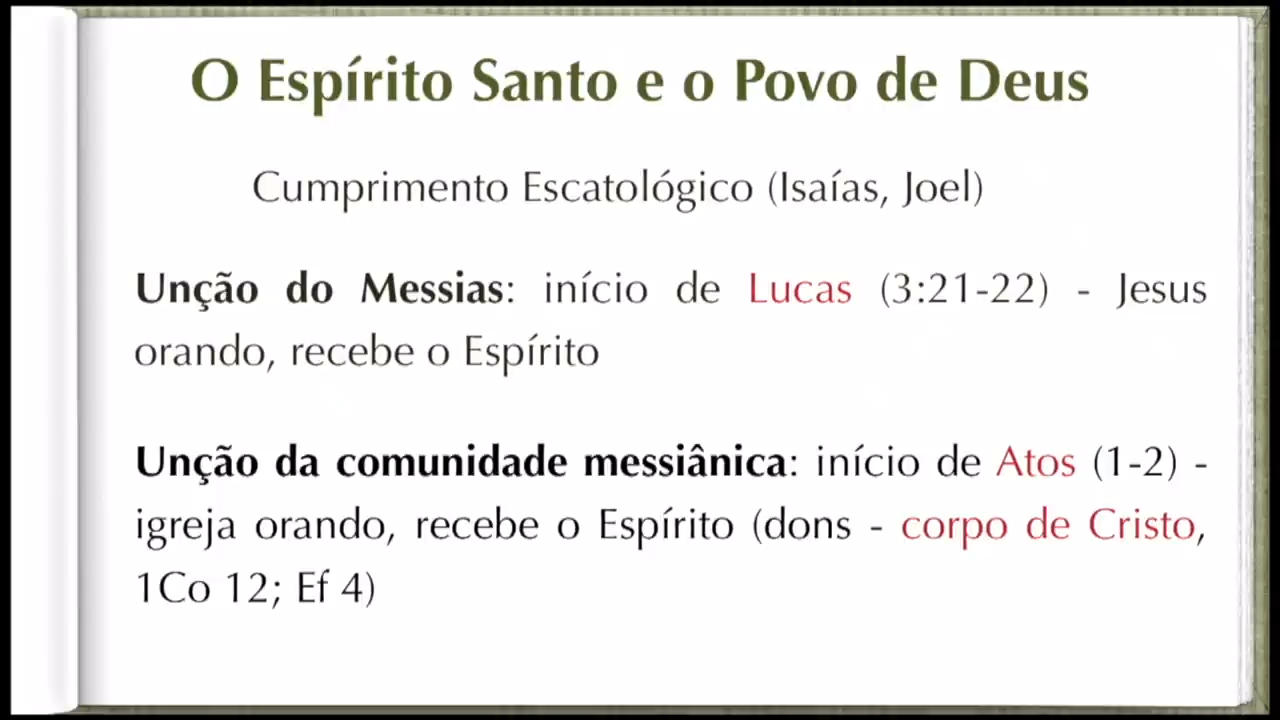 O Espírito Santo e o Povo de Deus
Cumprimento Escatológico (Isaías, Joel)
Unção do Messias: início de Lucas (3:21-22) - Jesus
orando, recebe o Espírito
Unção da comunidade messiânica: início de Atos (1-2) -
igreja orando, recebe o Espírito (dons - corpo de Cristo,
1Co 12; Ef 4)